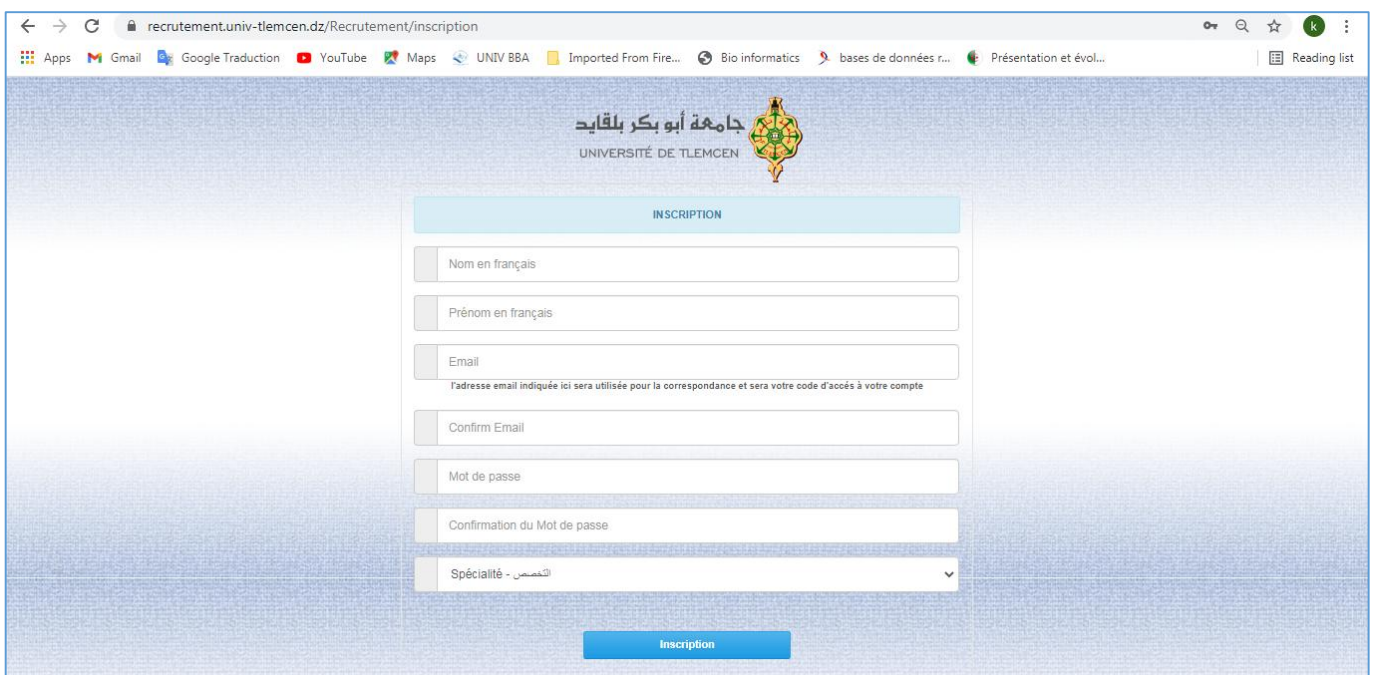 recrutement.univ-tlemcen.dz/Recrutement/inscription
k
Apps Gmail Google Traduction YouTube Maps UNIV BBA Imported From Fire... Bio informatics bases de données r... Présentation et évol... Reading list
جامعة أبو بكر بلقايد
UNIVERSITÉ DE TLEMCEN
INSCRIPTION
Nom en français
Prénom en français
Email
l'adresse email indiquée ici sera utilisée pour la correspondance et sera votre code d'accés à votre compte
Confirm Email
Mot de passe
Confirmation du Mot de passe
Spécialité - التخصص
Inscription